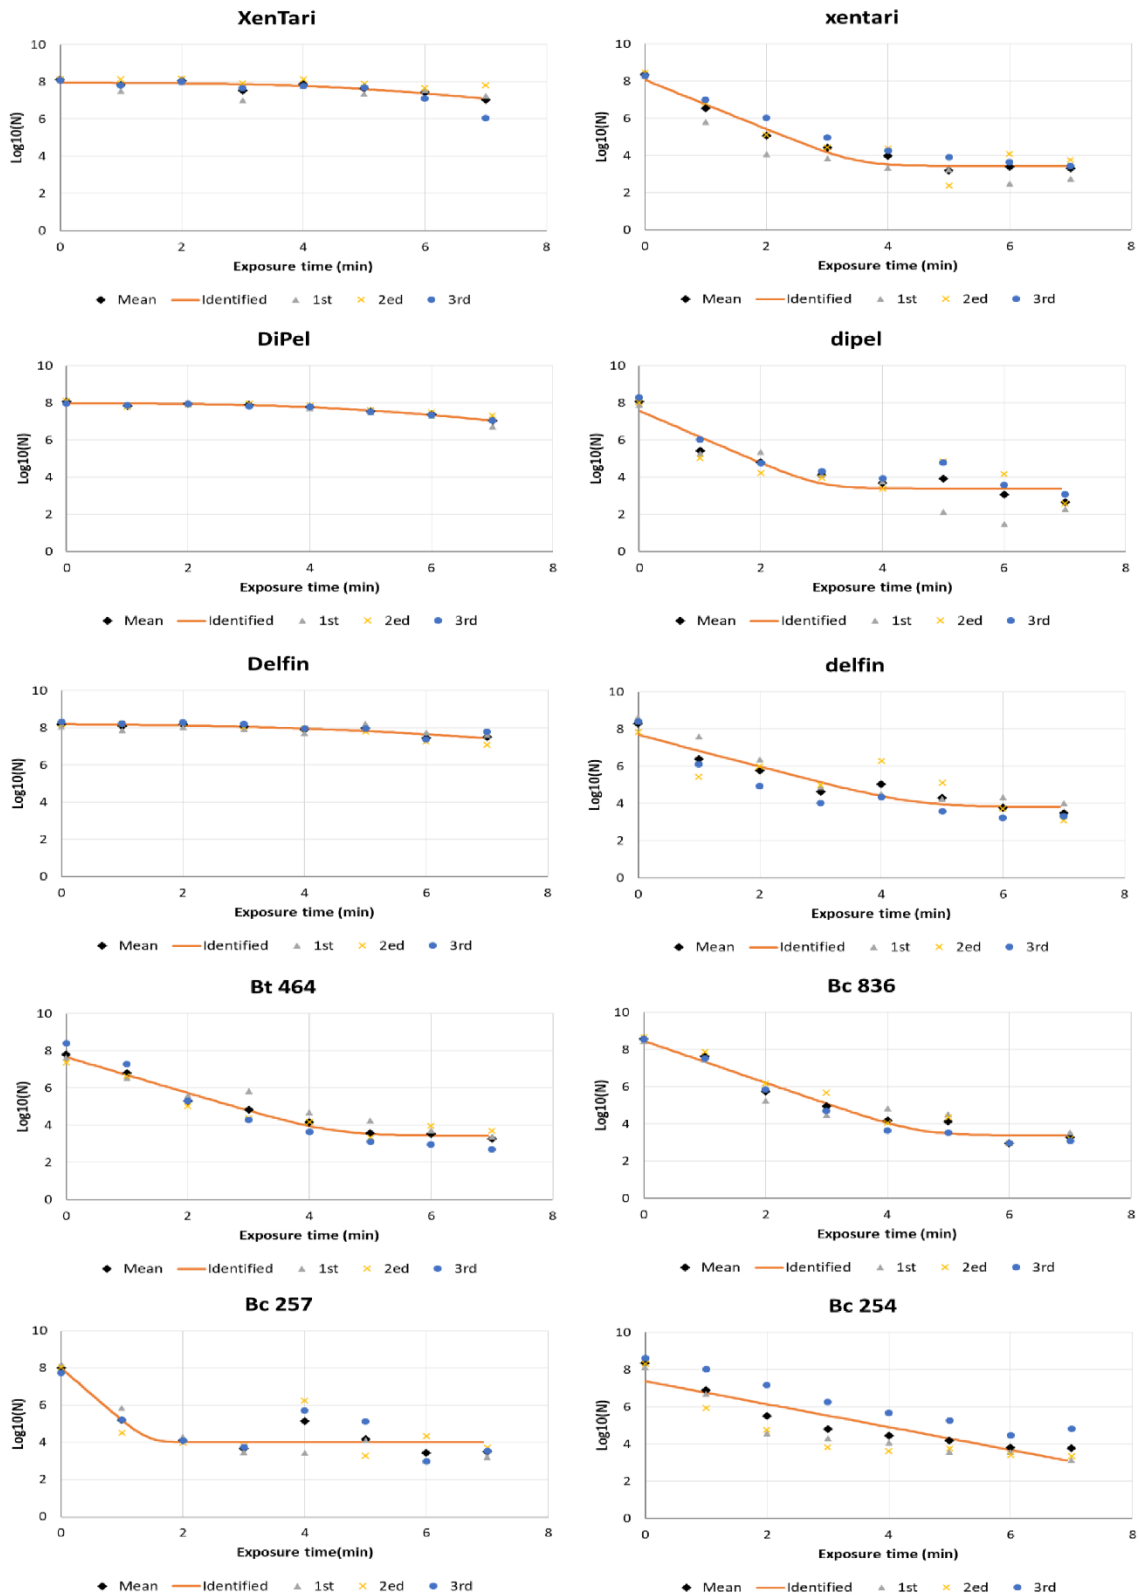 XenTari
10
8
6
4
2
0
Log10(N)
0 2 4 6 8
Exposure time (min)
Mean Identified 1st 2ed 3rd
xentari
10
8
6
4
2
0
Log10(N)
0 2 4 6 8
Exposure time (min)
Mean Identified 1st 2ed 3rd
DiPel
10
8
6
4
2
0
Log10(N)
0 2 4 6 8
Exposure time (min)
Mean Identified 1st 2ed 3rd
dipel
10
8
6
4
2
0
Log10(N)
0 2 4 6 8
Exposure time (min)
Mean Identified 1st 2ed 3rd
Delfin
10
8
6
4
2
0
Log10(N)
0 2 4 6 8
Exposure time (min)
Mean Identified 1st 2ed 3rd
delfin
10
8
6
4
2
0
Log10(N)
0 2 4 6 8
Exposure time (min)
Mean Identified 1st 2ed 3rd
Bt 464
10
8
6
4
2
0
Log10(N)
0 2 4 6 8
Exposure time (min)
Mean Identified 1st 2ed 3rd
Bc 836
10
8
6
4
2
0
Log10(N)
0 2 4 6 8
Exposure time (min)
Mean Identified 1st 2ed 3rd
Bc 257
10
8
6
4
2
0
Log10(N)
0 2 4 6 8
Exposure time(min)
Mean Identified 1st 2ed 3rd
Bc 254
10
8
6
4
2
0
Log10(N)
0 2 4 6 8
Exposure time (min)
Mean Identified 1st 2ed 3rd